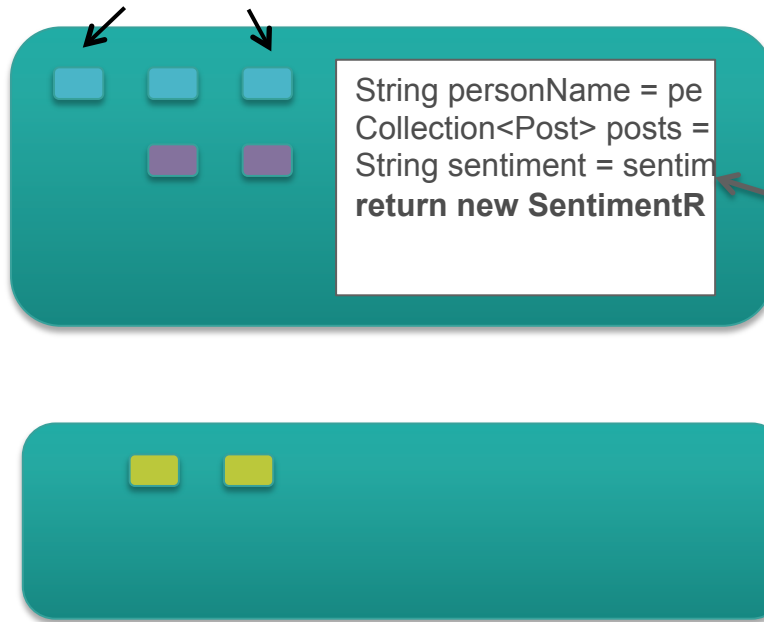 String personName = pe
Collection<Post> posts =
String sentiment = sentim
return new SentimentR